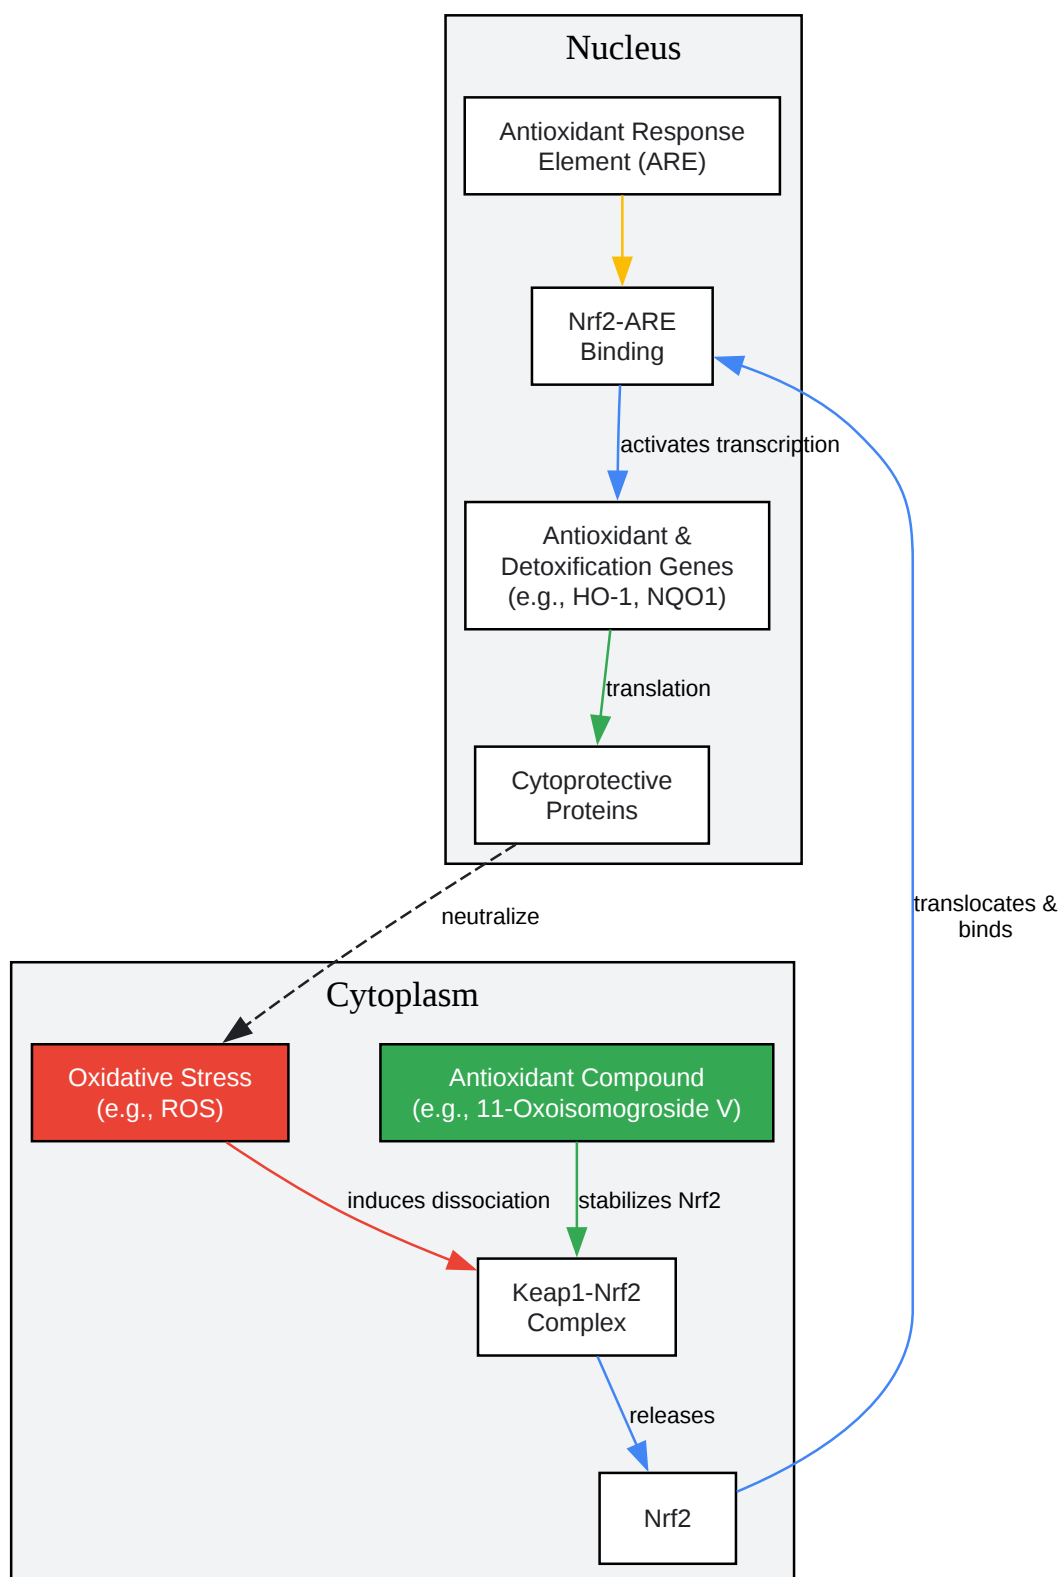 Nucleus
Antioxidant Response
Element (ARE)
Nrf2-ARE
Binding
activates transcription
Antioxidant &
Detoxification Genes
(e.g., HO-1, NQO1)
translation
Cytoprotective
Proteins
neutralize
translocates &
binds
Cytoplasm
Oxidative Stress
(e.g., ROS)
Antioxidant Compound
(e.g., 11-Oxoisomogroside V)
induces dissociation
stabilizes Nrf2
Keap1-Nrf2
Complex
releases
Nrf2